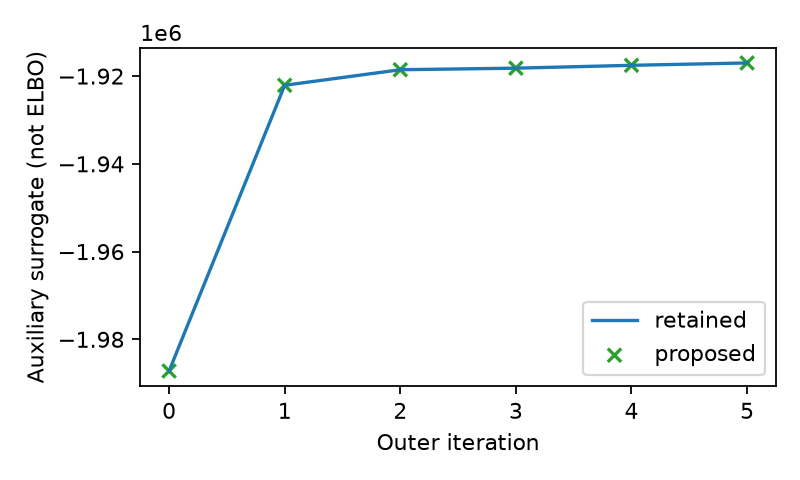 1e6
Auxiliary surrogate (not ELBO)
−1.92
−1.94
−1.96
−1.98
retained
proposed
0 1 2 3 4 5
Outer iteration